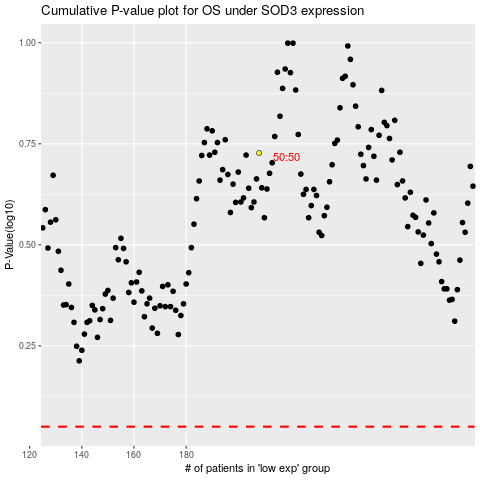 Cumulative P-value plot for OS under SOD3 expression
1.00
0.75
0.50
0.25
P-Value(log10)
50:50
120 140 160 180
# of patients in 'low exp' group